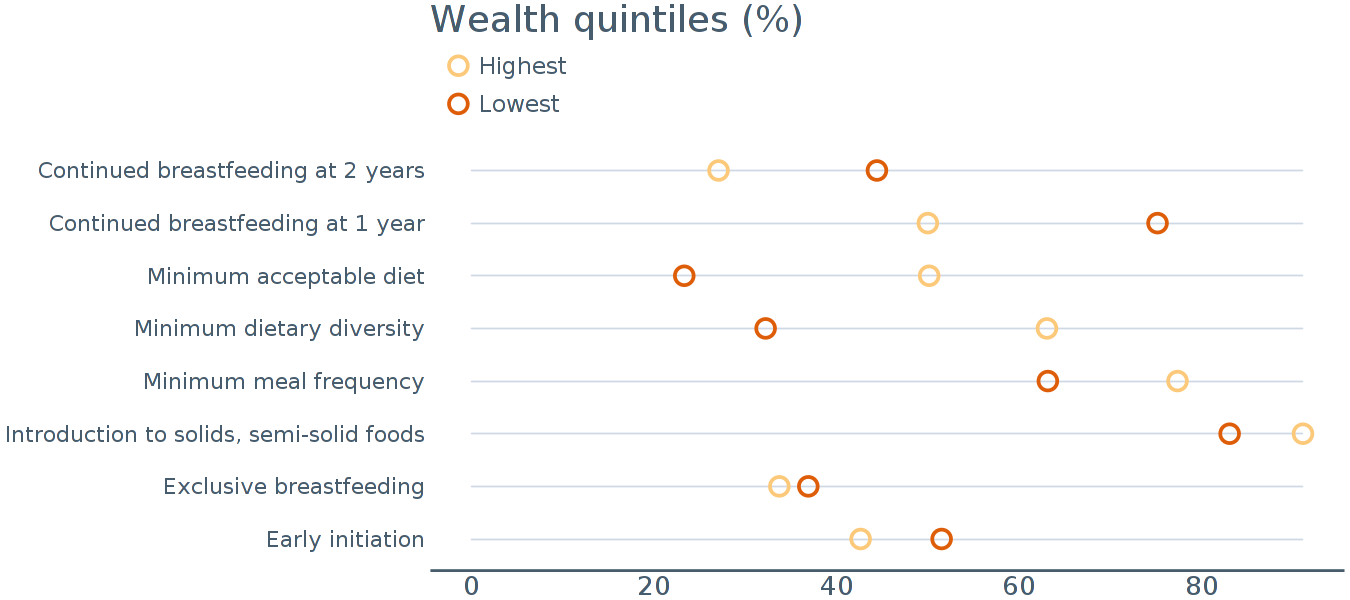 Wealth quintiles (%)
Highest
Lowest
Continued breastfeeding at 2 years
Continued breastfeeding at 1 year
Minimum acceptable diet
Minimum dietary diversity
Minimum meal frequency
Introduction to solids, semi-solid foods
Exclusive breastfeeding
Early initiation
0 20 40 60 80